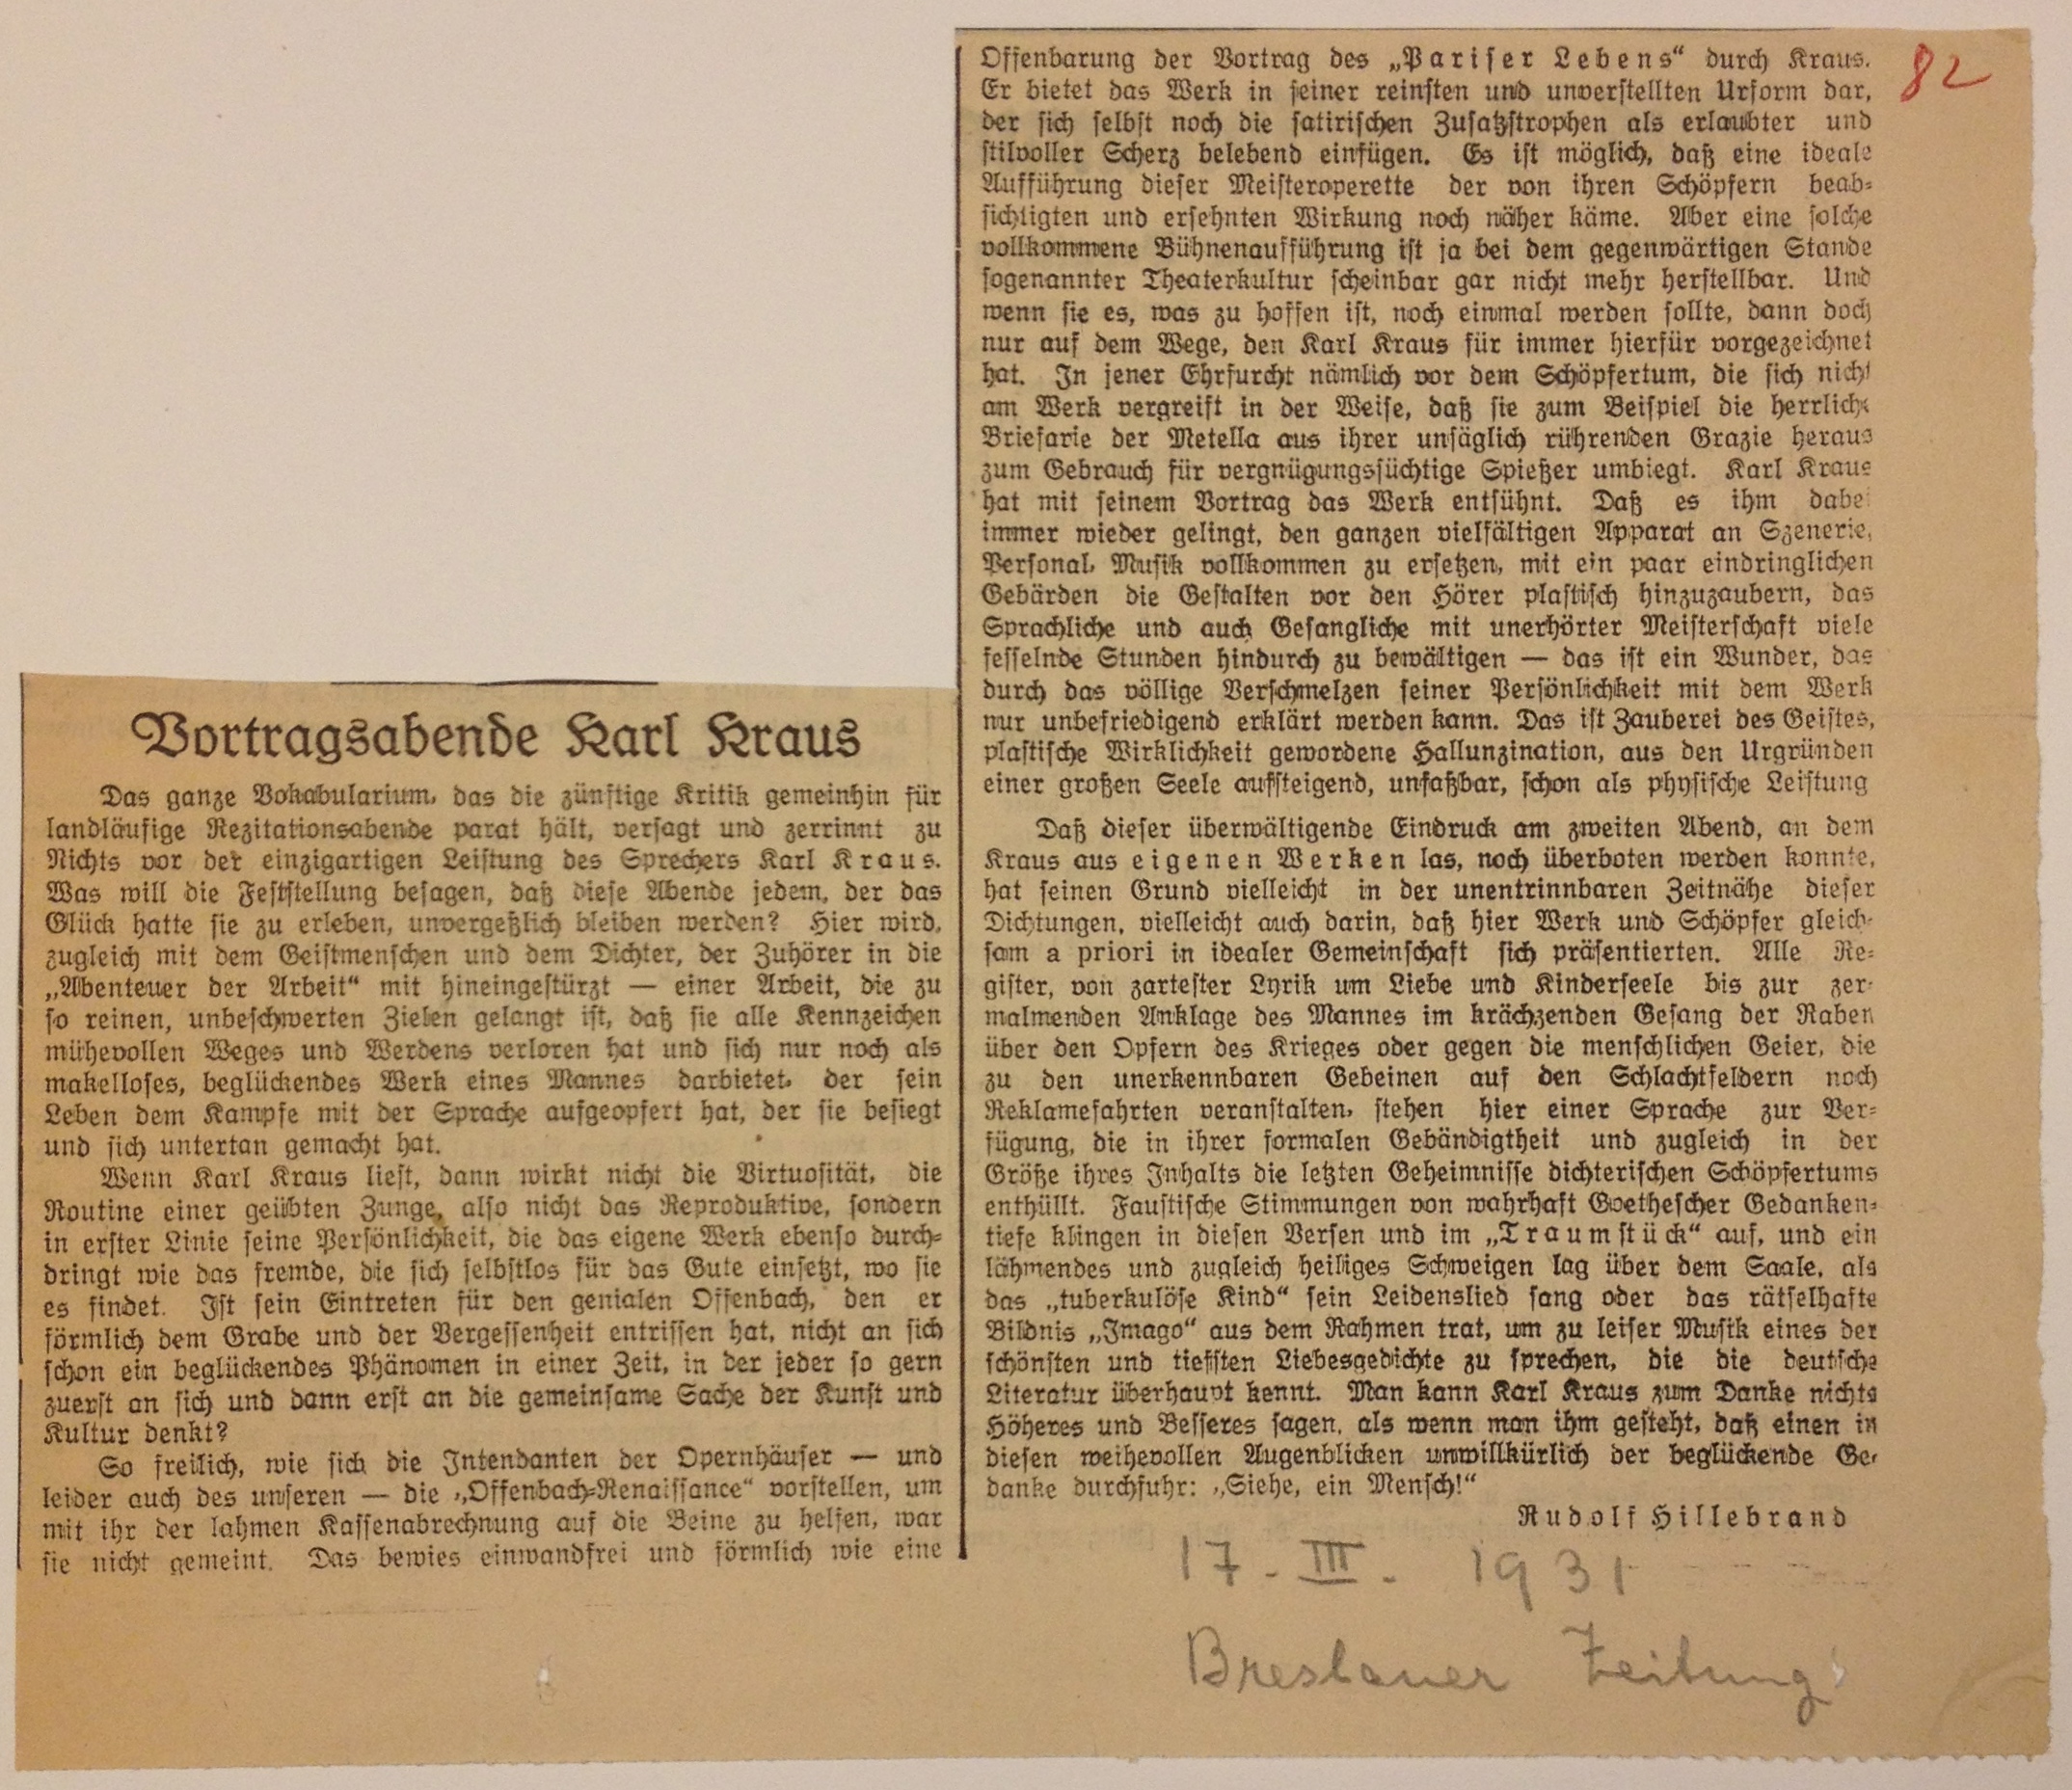 Vortragsabende Karl Kraus
Das ganze Vokabularium, das die zünftige Kritik gemeinhin für
landläufige Rezitationsabende parat hält, versagt und zerrinnt zu
Nichts vor der einzigartigen Leistung des Sprechers Karl Kraus.
Was will die Feststellung besagen, daß diese Abende jedem, der das
Glück hatte sie zu erleben, unvergeßlich bleiben werden? Hier wird,
zugleich mit dem Geistmenschen und dem Dichter, der Zuhörer in die
„Abenteuer der Arbeit“ mit hineingestürzt — einer Arbeit, die zu
so reinen, unbeschwerten Zielen gelangt ist, daß sie alle Kennzeichen
mühevollen Weges und Werdens verloren hat und sich nur noch als
makelloses, beglückendes Werk eines Mannes darbietet, der sein
Leben dem Kampfe mit der Sprache aufgeopfert hat, der sie besiegt
und sich untertan gemacht hat.
Wenn Karl Kraus liest, dann wirkt nicht die Virtuosität, die
Routine einer geübten Zunge, also nicht das Reproduktive, sondern
in erster Linie seine Persönlichkeit, die das eigene Werk ebenso durch-
dringt wie das fremde, die sich selbstlos für das Gute einsetzt, wo sie
es findet. Ist sein Eintreten für den genialen Offenbach, den er
förmlich dem Grabe und der Vergessenheit entrissen hat, nicht an sich
schon ein beglückendes Phänomen in einer Zeit, in der jeder so gern
zuerst an sich und dann erst an die gemeinsame Sache der Kunst und
Kultur denkt?
So freilich, wie sich die Intendanten der Opernhäuser — und
leider auch des unseren — die „Offenbach-Renaissance“ vorstellen, um
mit ihr der lahmen Kassenabrechnung auf die Beine zu helfen, war
sie nicht gemeint. Das bewies einwandfrei und förmlich wie eine
Offenbarung der Vortrag des „Pariser Lebens“ durch Kraus.
Er bietet das Werk in seiner reinsten und unverstellten Urform dar,
der sich selbst noch die satirischen Zusatzstrophen als erlaubter und
stilvoller Scherz belebend einfügen. Es ist möglich, daß eine ideale
Aufführung dieser Meisteroperette der von ihren Schöpfern beab-
sichtigten und ersehnten Wirkung noch näher käme. Aber eine solche
vollkommene Bühnenaufführung ist ja bei dem gegenwärtigen Stande
sogenannter Theaterkultur scheinbar gar nicht mehr herstellbar. Und
wenn sie es, was zu hoffen ist, noch einmal werden sollte, dann doch
nur auf dem Wege, den Karl Kraus für immer hierfür vorgezeichnet
hat. In jener Ehrfurcht nämlich vor dem Schöpfertum, die sich nicht
am Werk vergreift in der Weise, daß sie zum Beispiel die herrliche
Briefarie der Metella aus ihrer unsäglich rührenden Grazie heraus
zum Gebrauch für vergnügungssüchtige Spießer umbiegt. Karl Kraus
hat mit seinem Vortrag das Werk entsühnt. Daß es ihm dabei
immer wieder gelingt, den ganzen vielfältigen Apparat an Szenerie,
Personal, Musik vollkommen zu ersetzen, mit ein paar eindringlichen
Gebärden die Gestalten vor den Hörer plastisch hinzuzaubern, das
Sprachliche und auch Gesangliche mit unerhörter Meisterschaft viele
fesselnde Stunden hindurch zu bewältigen — das ist ein Wunder, das
durch das völlige Verschmelzen seiner Persönlichkeit mit dem Werk
nur unbefriedigend erklärt werden kann. Das ist Zauberei des Geistes,
plastische Wirklichkeit gewordene Hallunzination, aus den Urgründen
einer großen Seele aufsteigend, unfaßbar, schon als physische Leistung
Daß dieser überwältigende Eindruck am zweiten Abend, an dem
Kraus aus eigenen Werken las, noch überboten werden konnte,
hat seinen Grund vielleicht in der unentrinnbaren Zeitnähe dieser
Dichtungen, vielleicht auch darin, daß hier Werk und Schöpfer gleich-
sam a priori in idealer Gemeinschaft sich präsentierten. Alle Re-
gister, von zartester Lyrik um Liebe und Kinderseele bis zur zer-
malmenden Anklage des Mannes im krächzenden Gesang der Raben
über den Opfern des Krieges oder gegen die menschlichen Geier, die
zu den unerkennbaren Gebeinen auf den Schlachtfeldern noch
Reklamefahrten veranstalten, stehen hier einer Sprache zur Ver-
fügung, die in ihrer formalen Gebändigtheit und zugleich in der
Größe ihres Inhalts die letzten Geheimnisse dichterischen Schöpfertums
enthüllt. Faustische Stimmungen von wahrhaft Goethescher Gedanken-
tiefe klingen in diesen Versen und im „Traumstück“ auf, und ein
lähmendes und zugleich heiliges Schweigen lag über dem Saale, als
das „tuberkulöse Kind“ sein Leidenslied sang oder das rätselhafte
Bildnis „Imago“ aus dem Rahmen trat, um zu leiser Musik eines der
schönsten und tiefsten Liebesgedichte zu sprechen, die die deutsche
Literatur überhaupt kennt. Man kann Karl Kraus zum Danke nichts
Höheres und Besseres sagen, als wenn man ihm gesteht, daß einen in
diesen weihevollen Augenblicken unwillkürlich der beglückende Ge-
danke durchfuhr: „Siehe, ein Mensch!“
Rudolf Hillebrand
17. III. 1931
Breslauer Zeitung
82